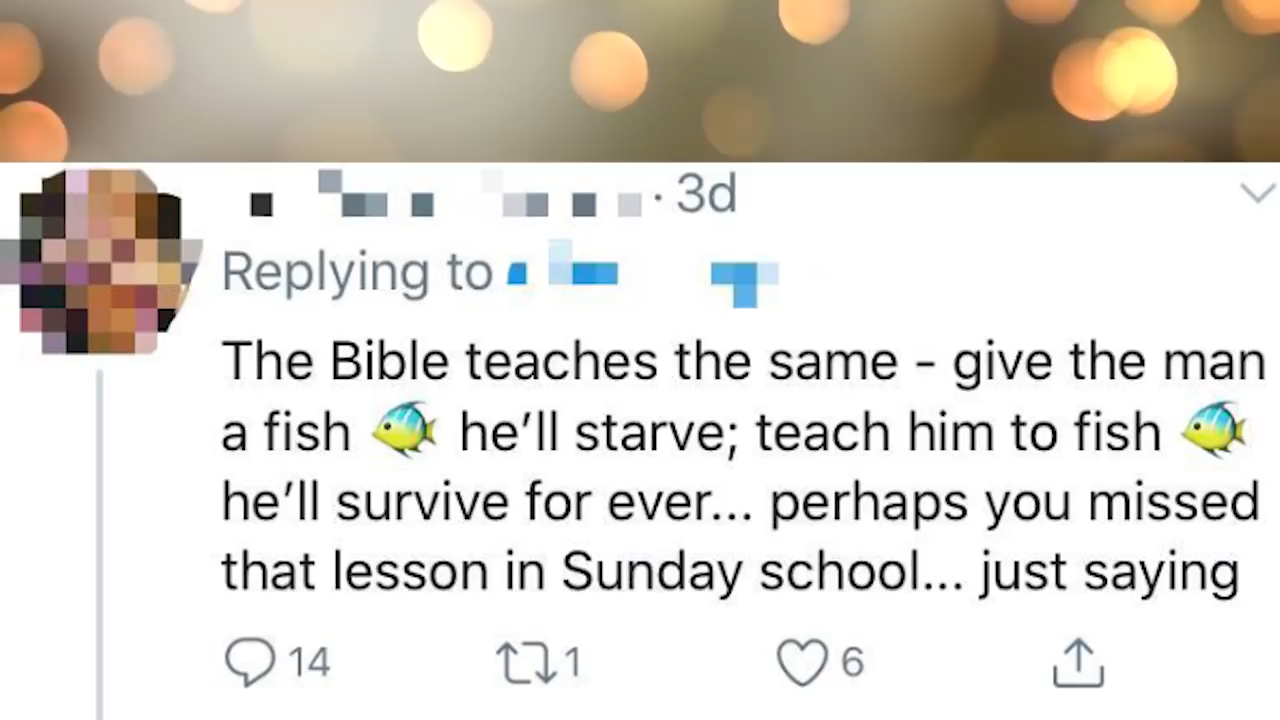 · 3d
Replying to
The Bible teaches the same - give the man
a fish 🐠 he’ll starve; teach him to fish 🐠
he’ll survive for ever... perhaps you missed
that lesson in Sunday school... just saying
14 1 6